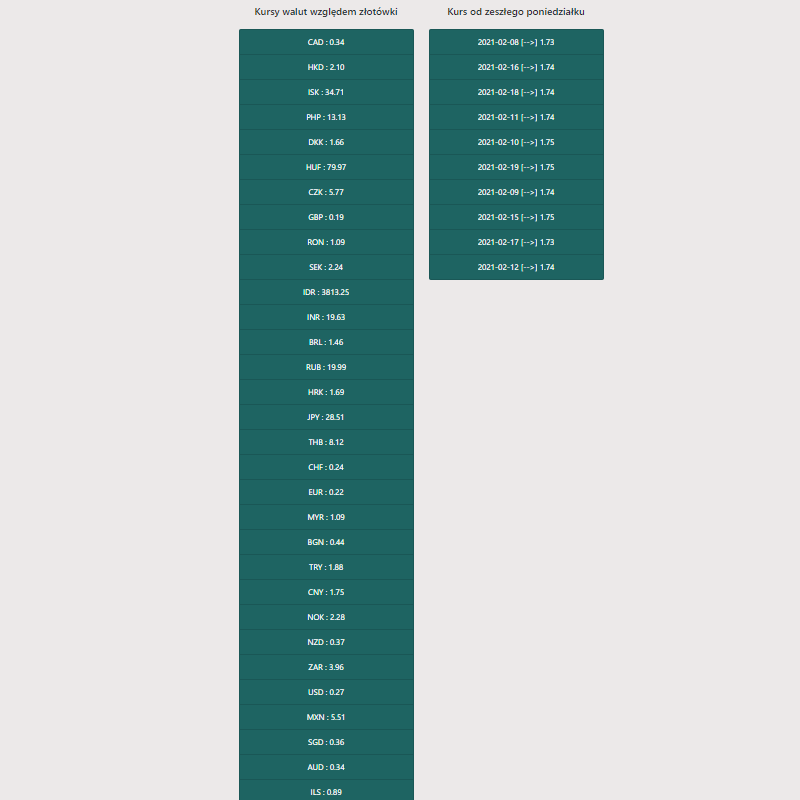 Kursy walut względem złotówki
CAD : 0.34
HKD : 2.10
ISK : 34.71
PHP : 13.13
DKK : 1.66
HUF : 79.97
CZK : 5.77
GBP : 0.19
RON : 1.09
SEK : 2.24
IDR : 3813.25
INR : 19.63
BRL : 1.46
RUB : 19.99
HRK : 1.69
JPY : 28.51
THB : 8.12
CHF : 0.24
EUR : 0.22
MYR : 1.09
BGN : 0.44
TRY : 1.88
CNY : 1.75
NOK : 2.28
NZD : 0.37
ZAR : 3.96
USD : 0.27
MXN : 5.51
SGD : 0.36
AUD : 0.34
ILS : 0.89
Kurs od zeszłego poniedziałku
2021-02-08 [-->] 1.73
2021-02-16 [-->] 1.74
2021-02-18 [-->] 1.74
2021-02-11 [-->] 1.74
2021-02-10 [-->] 1.75
2021-02-19 [-->] 1.75
2021-02-09 [-->] 1.74
2021-02-15 [-->] 1.75
2021-02-17 [-->] 1.73
2021-02-12 [-->] 1.74